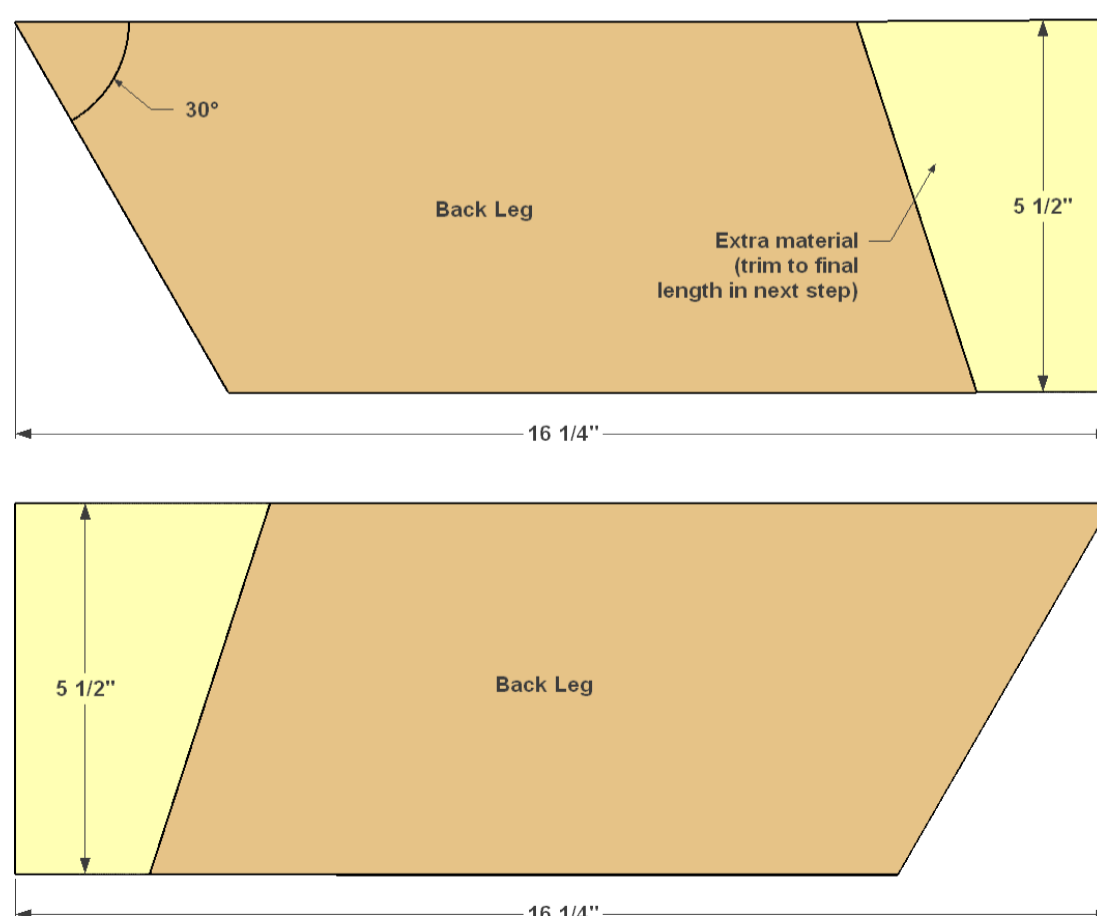 30°
Back Leg
5 1/2"
Extra material
(trim to final
length in next step)
16 1/4"
5 1/2"
Back Leg
16 1/4"